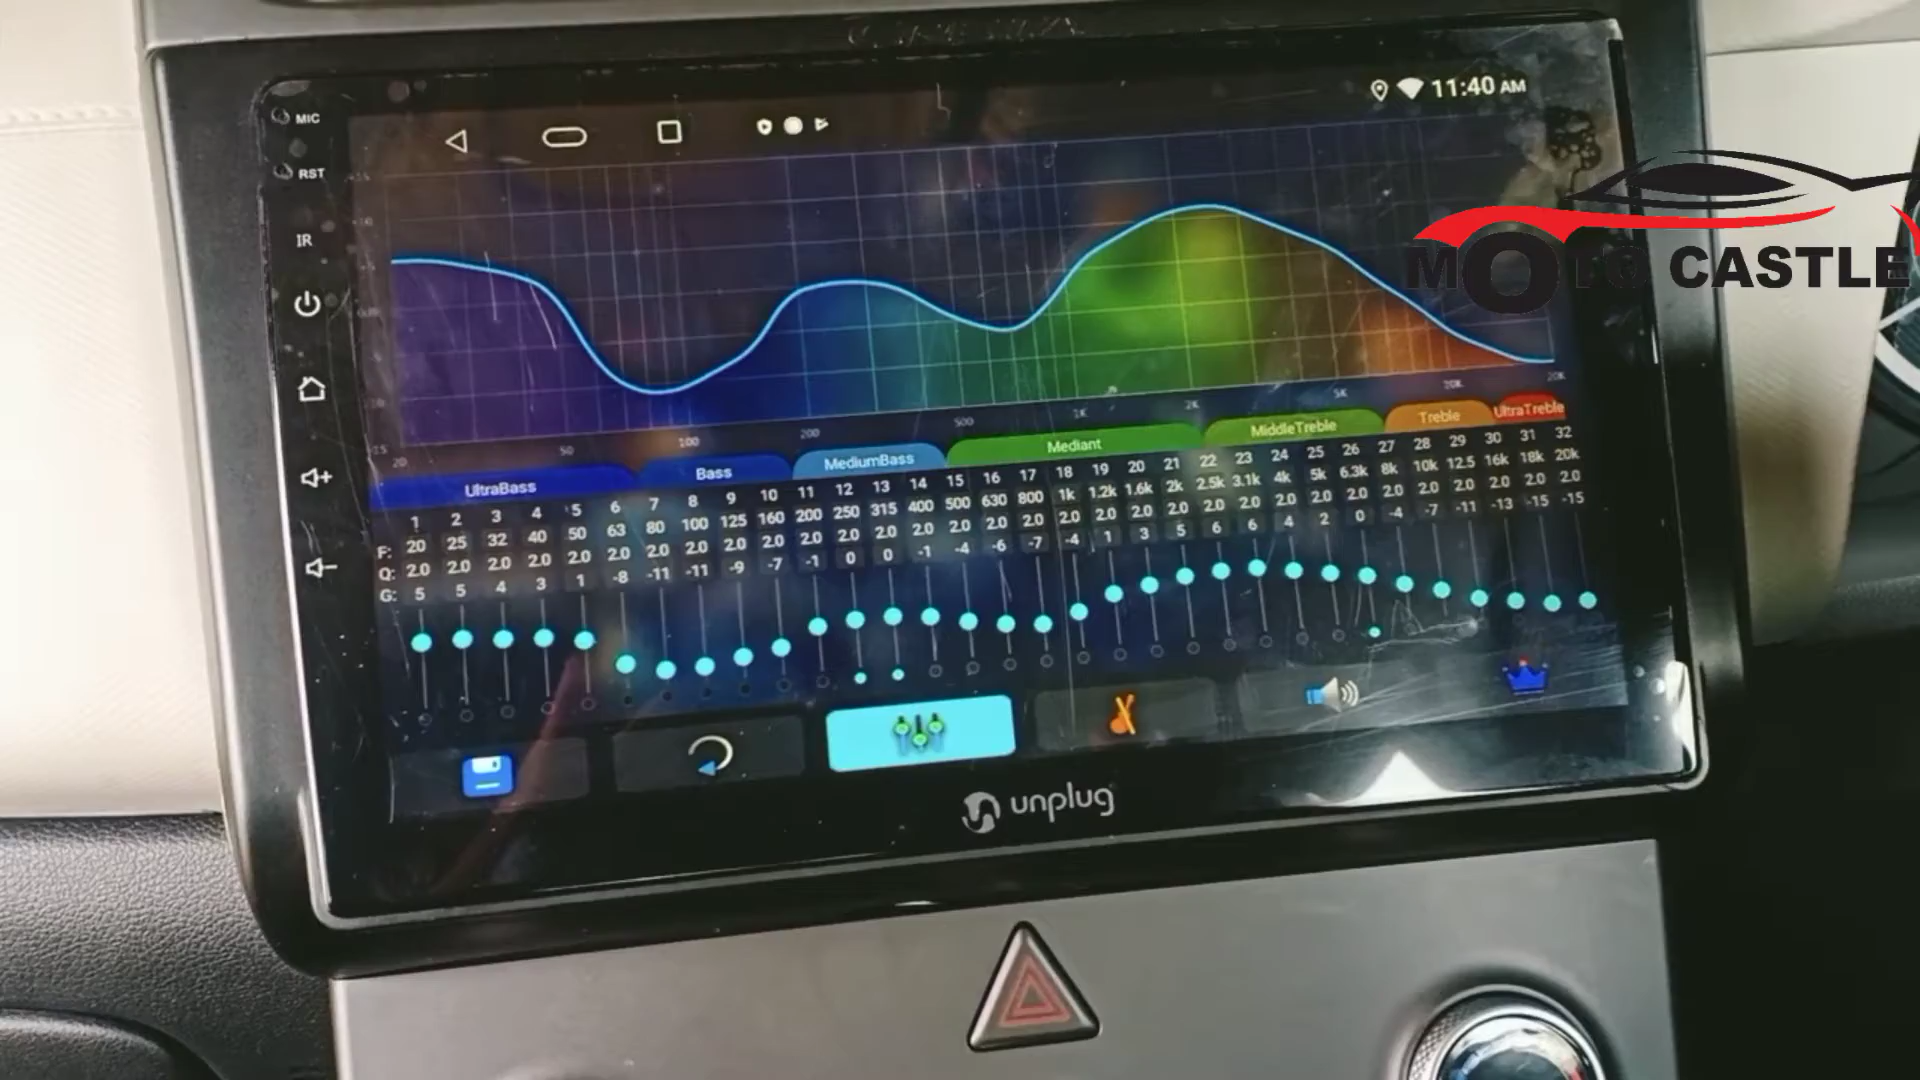 MIC
RST
IR
11:40 AM
MOTO CASTLE
20 50 100 200 500 1K 2K 5K 20K
UltraBass Bass MediumBass Mediant MiddleTreble Treble UltraTreble
1 2 3 4 5 6 7 8 9 10 11 12 13 14 15 16 17 18 19 20 21 22 23 24 25 26 27 28 29 30 31 32
F: 20 25 32 40 50 63 80 100 125 160 200 250 315 400 500 630 800 1k 1.2k 1.6k 2k 2.5k 3.1k 4k 5k 6.3k 8k 10k 12.5 16k 18k 20k
Q: 2.0 2.0 2.0 2.0 2.0 2.0 2.0 2.0 2.0 2.0 2.0 2.0 2.0 2.0 2.0 2.0 2.0 2.0 2.0 2.0 2.0 2.0 2.0 2.0 2.0 2.0 2.0 2.0 2.0 2.0 2.0 2.0
G: 5 5 4 3 1 -8 -11 -11 -9 -7 -1 0 0 -1 -4 -6 -7 -4 1 3 5 6 6 4 2 0 -4 -7 -11 -13 -15 -15
unplug